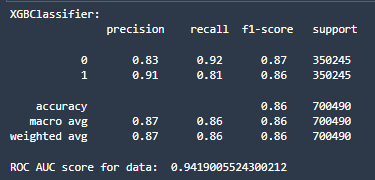 XGBClassifier:
precision recall f1-score support
0 0.83 0.92 0.87 350245
1 0.91 0.81 0.86 350245
accuracy 0.86 700490
macro avg 0.87 0.86 0.86 700490
weighted avg 0.87 0.86 0.86 700490
ROC AUC score for data: 0.9419005524300212